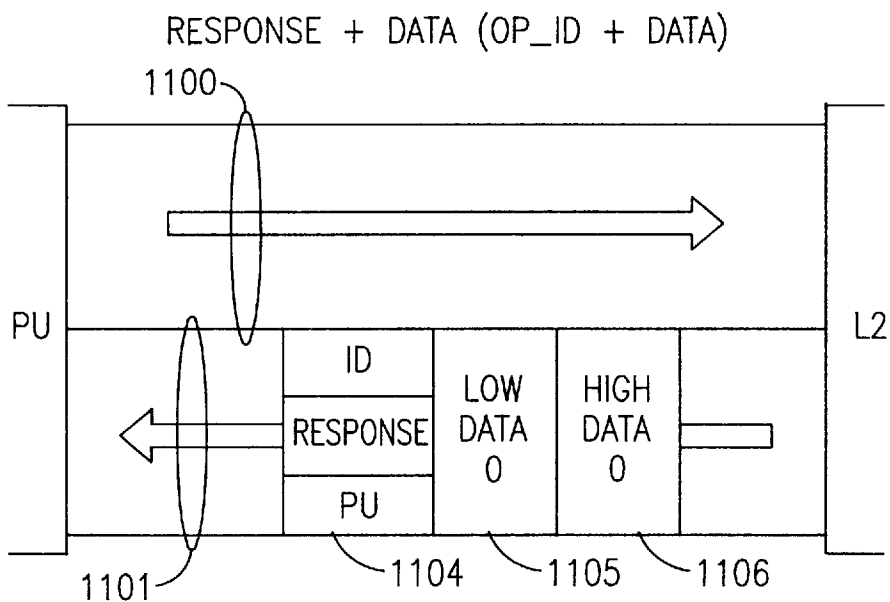 RESPONSE + DATA (OP_ID + DATA)
1100
PU
L2
ID
RESPONSE
PU
LOW
DATA
0
HIGH
DATA
0
1101
1104
1105
1106